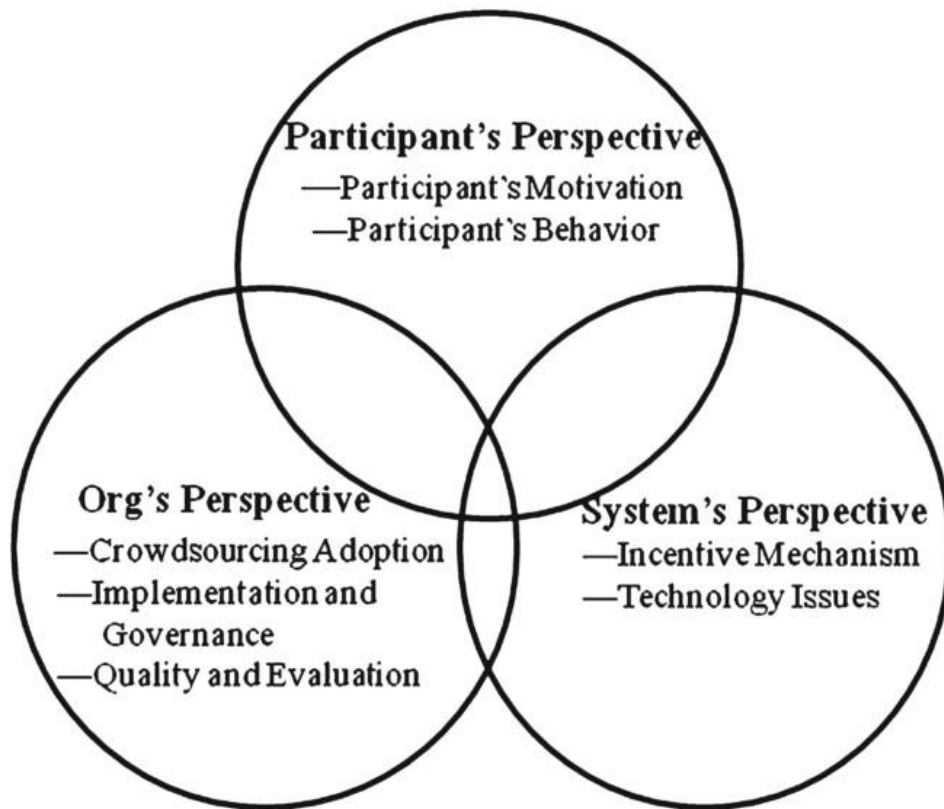 Participant's Perspective
—Participant's Motivation
—Participant's Behavior
Org's Perspective
—Crowdsourcing Adoption
—Implementation and
Governance
—Quality and Evaluation
System's Perspective
—Incentive Mechanism
—Technology Issues